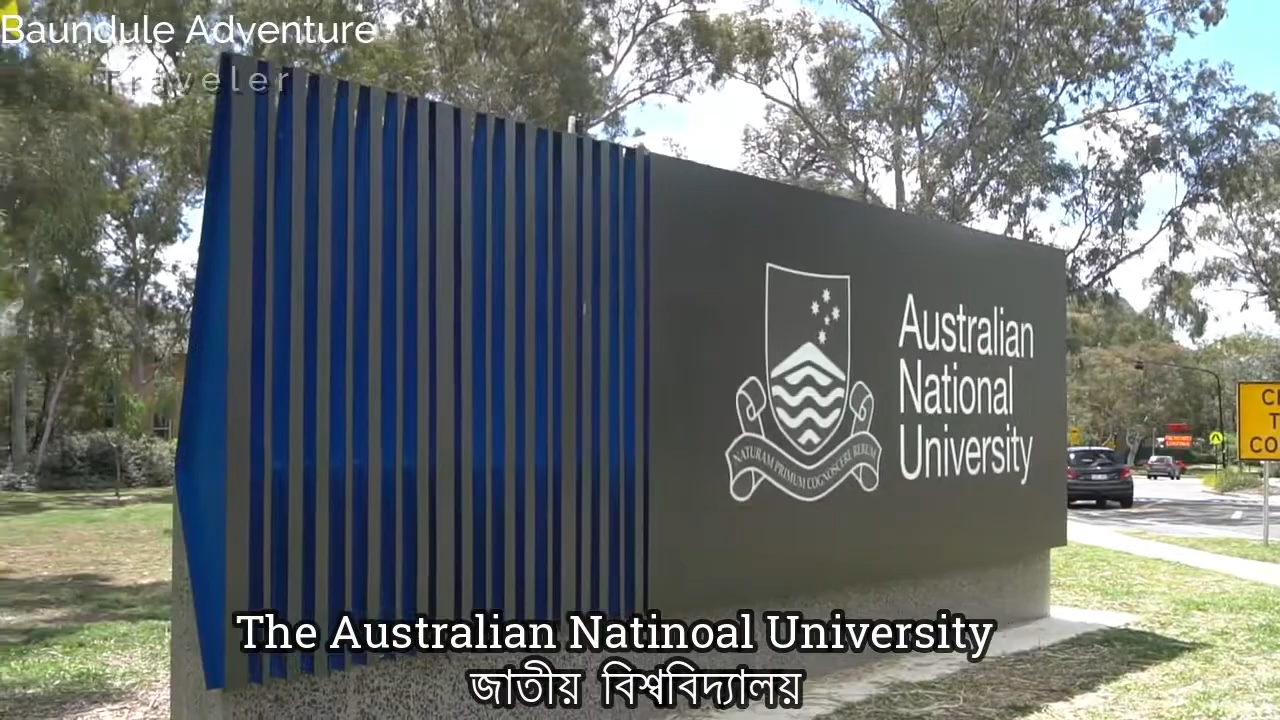 Baundule Adventure
Traveler
Australian
National
University
NATURAM PRIMUM COGNOSCERE RERUM
The Australian Natinoal University
জাতীয় বিশ্ববিদ্যালয়